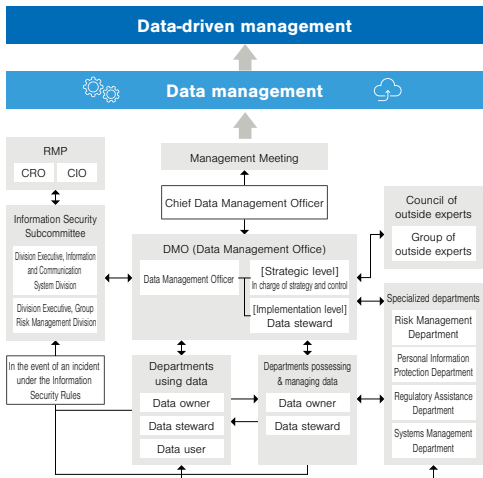 Data-driven management
Data management
RMP
CRO
CIO
Management Meeting
Chief Data Management Officer
Council of
outside experts
Group of
outside experts
Information Security
Subcommittee
Division Executive, Information
and Communication
System Division
Division Executive, Group
Risk Management Division
DMO (Data Management Office)
Data Management Officer
[Strategic level]
In charge of strategy and control
[Implementation level]
Data steward
Specialized departments
Risk Management
Department
Personal Information
Protection Department
Regulatory Assistance
Department
Systems Management
Department
In the event of an incident
under the Information
Security Rules
Departments
using data
Data owner
Data steward
Data user
Departments possessing
& managing data
Data owner
Data steward